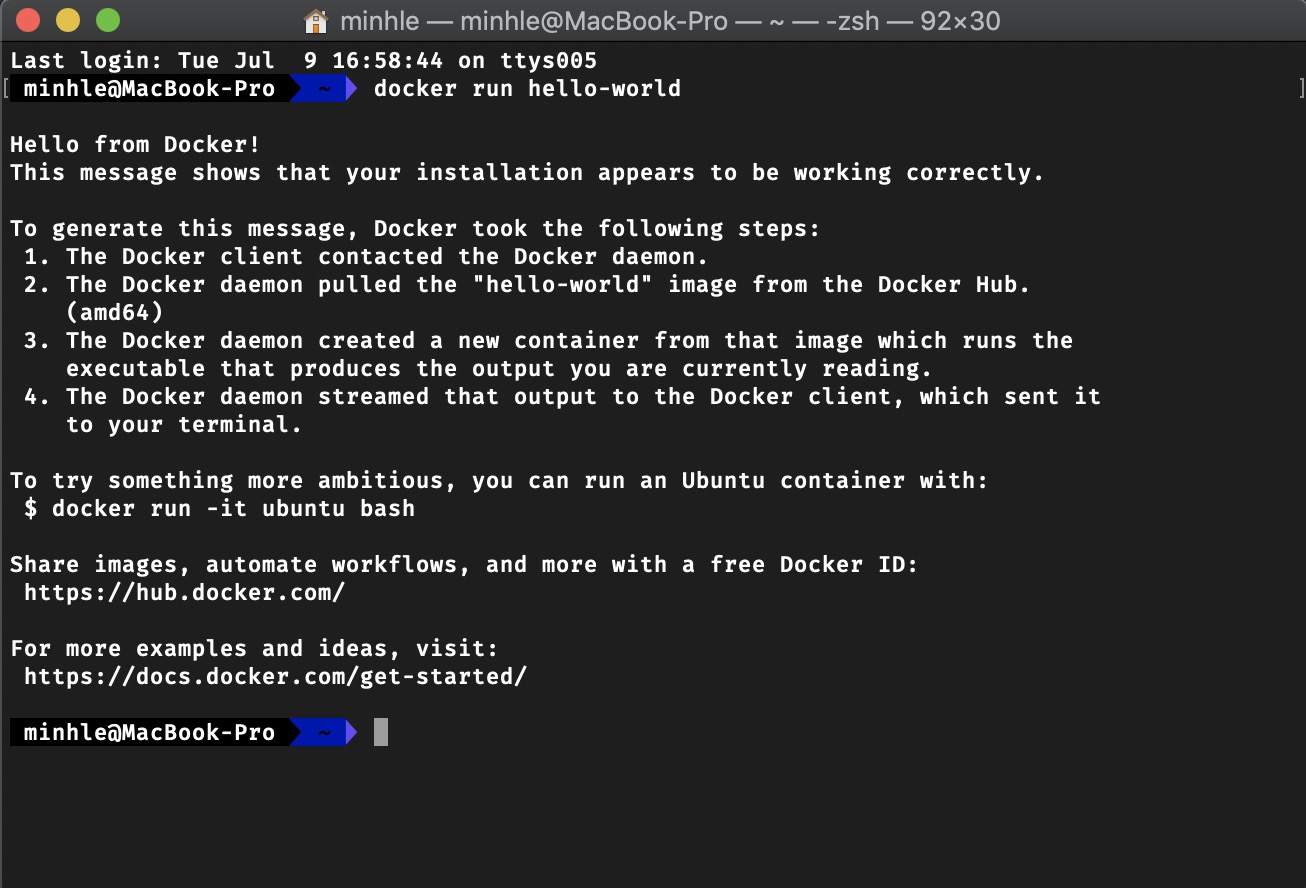 minhle — minhle@MacBook-Pro — ~ — -zsh — 92×30
Last login: Tue Jul  9 16:58:44 on ttys005
[ minhle@MacBook-Pro  ~  docker run hello-world ]

Hello from Docker!
This message shows that your installation appears to be working correctly.

To generate this message, Docker took the following steps:
 1. The Docker client contacted the Docker daemon.
 2. The Docker daemon pulled the "hello-world" image from the Docker Hub.
    (amd64)
 3. The Docker daemon created a new container from that image which runs the
    executable that produces the output you are currently reading.
 4. The Docker daemon streamed that output to the Docker client, which sent it
    to your terminal.

To try something more ambitious, you can run an Ubuntu container with:
 $ docker run -it ubuntu bash

Share images, automate workflows, and more with a free Docker ID:
 https://hub.docker.com/

For more examples and ideas, visit:
 https://docs.docker.com/get-started/

 minhle@MacBook-Pro  ~